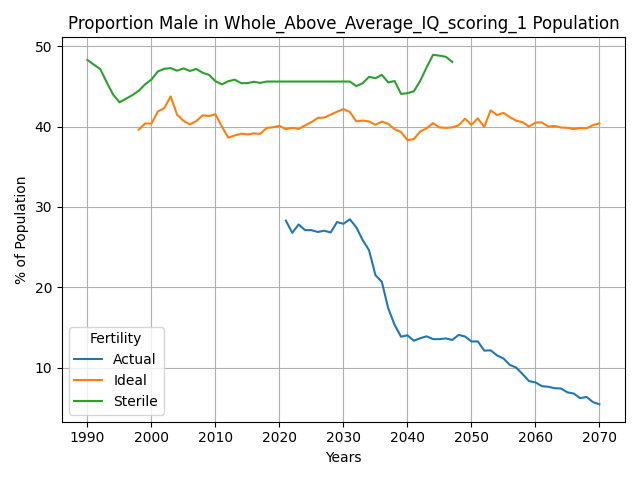 Proportion Male in Whole_Above_Average_IQ_scoring_1 Population
% of Population
50
40
30
20
10
Fertility
Actual
Ideal
Sterile
1990 2000 2010 2020 2030 2040 2050 2060 2070
Years